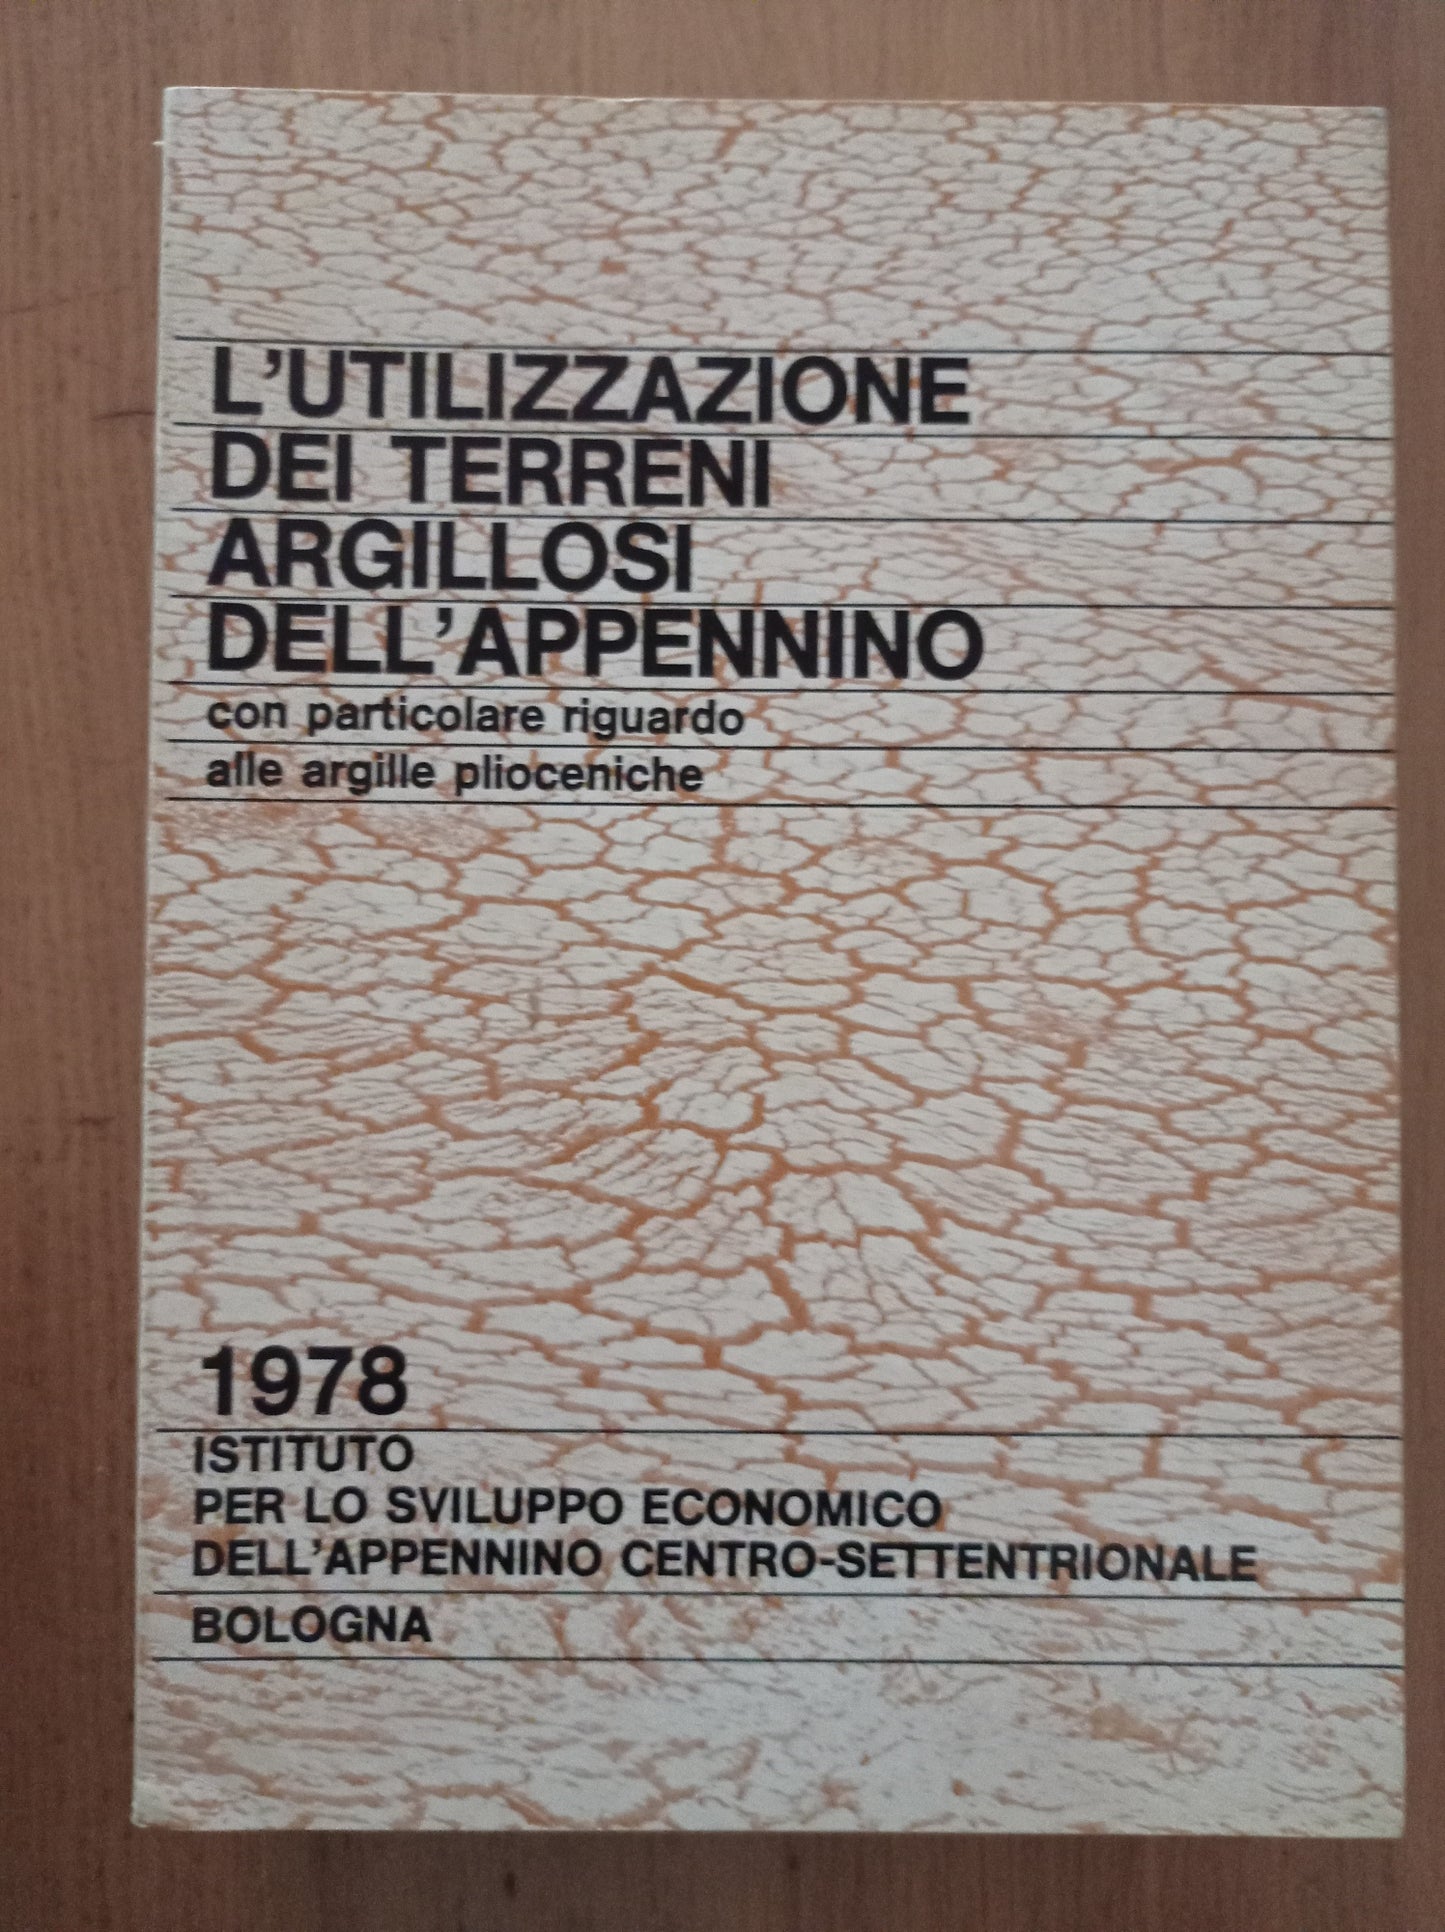 L'UTILIZZAZIONE
DEI TERRENI
ARGILLOSI
DELL'APPENNINO
con particolare riguardo
alle argille plioceniche
1978
ISTITUTO
PER LO SVILUPPO ECONOMICO
DELL'APPENNINO CENTRO-SETTENTRIONALE
BOLOGNA